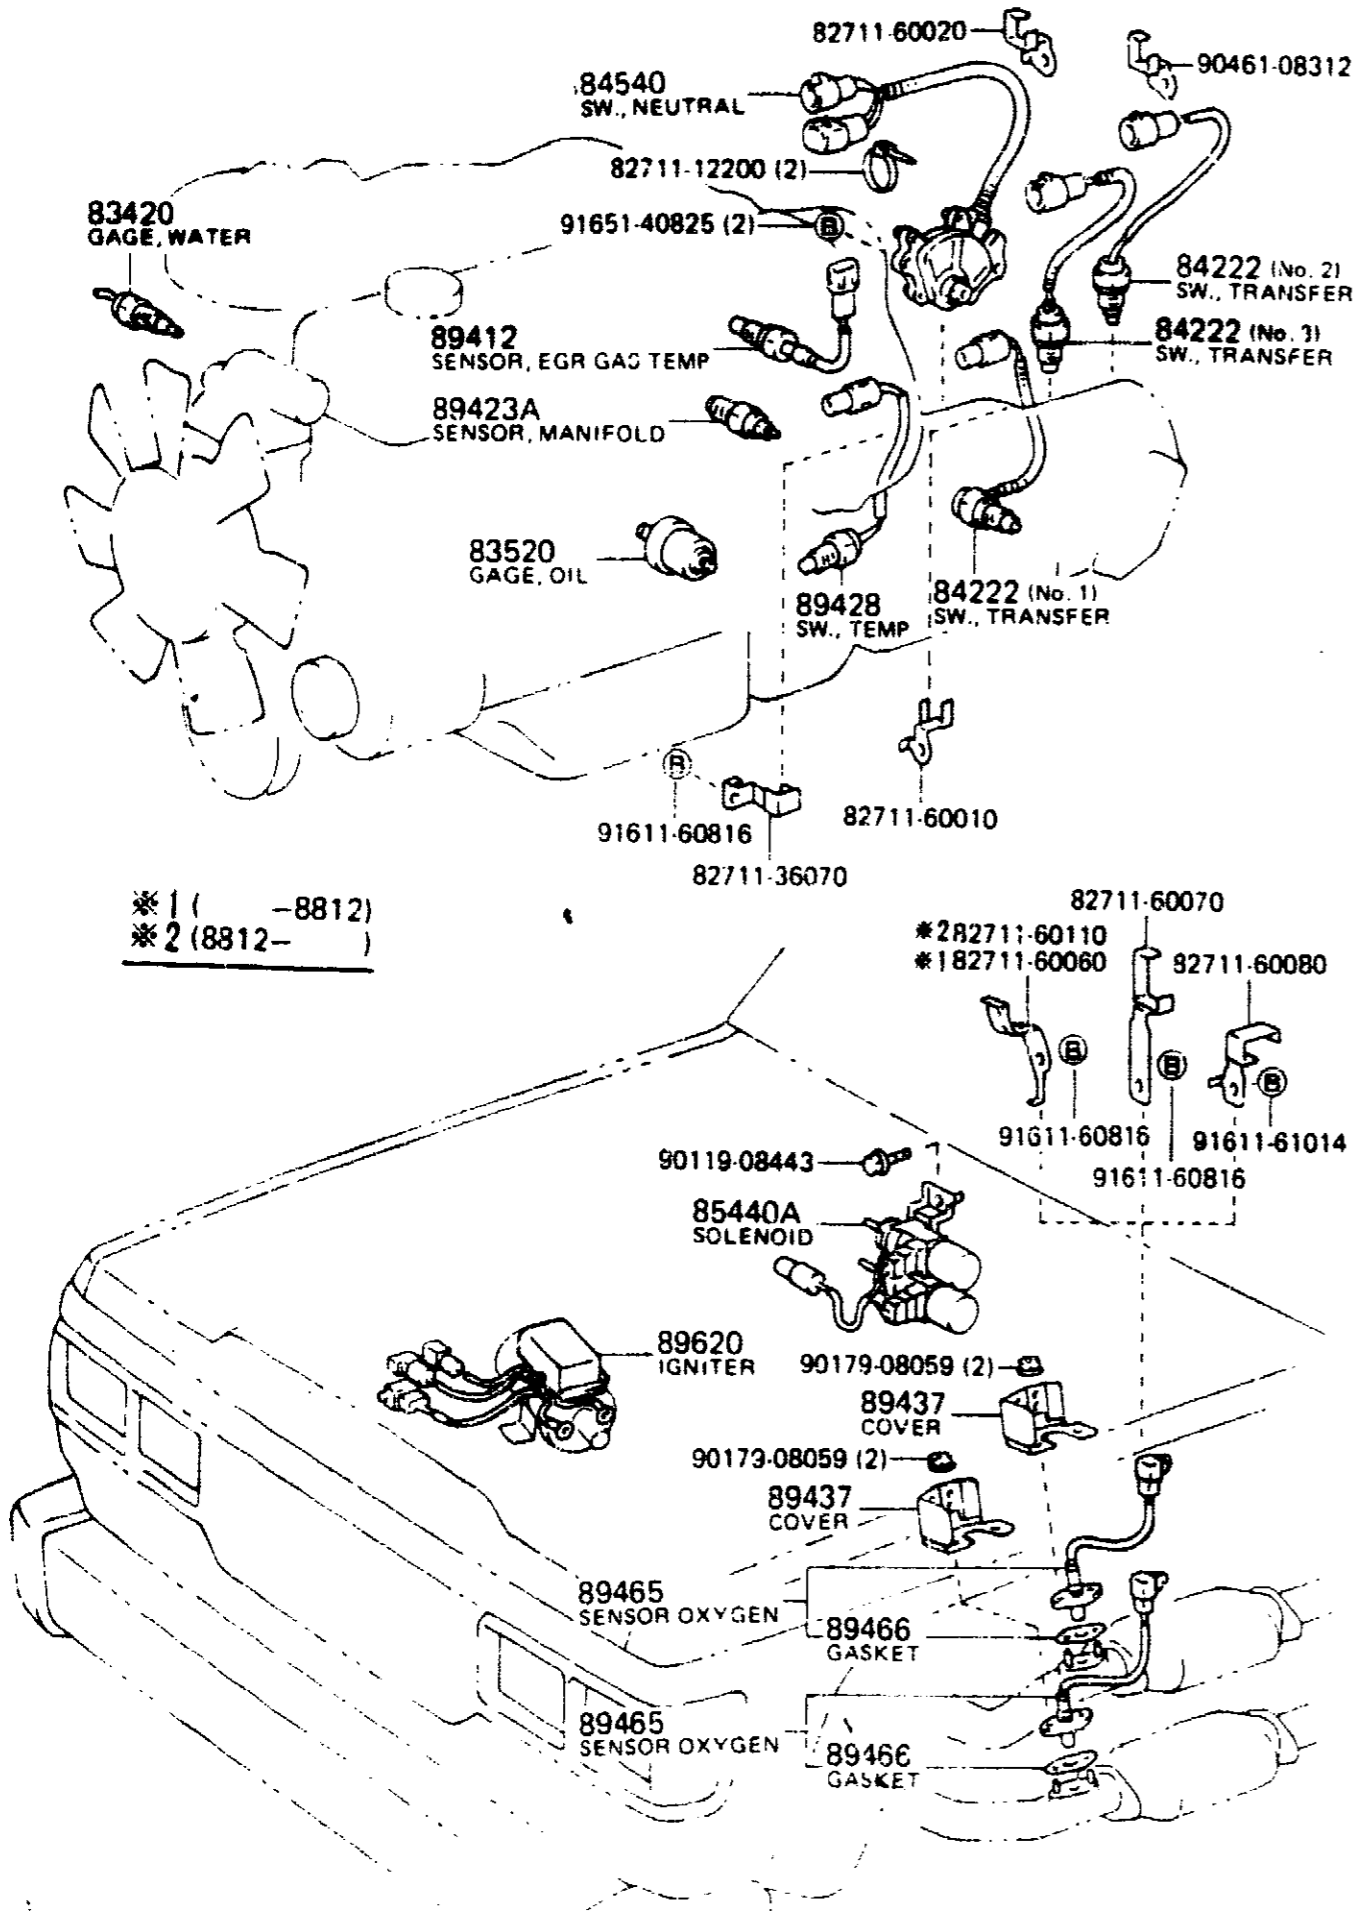 82711-60020
90461-08312
84540
SW., NEUTRAL
82711-12200 (2)
83420
GAGE, WATER
91651-40825 (2)
B
84222 (No. 2)
SW., TRANSFER
84222 (No. 3)
SW., TRANSFER
89412
SENSOR, EGR GAS TEMP
89423A
SENSOR, MANIFOLD
83520
GAGE, OIL
89428
SW., TEMP
84222 (No. 1)
SW., TRANSFER
B
91611-60816
82711-60010
82711-36070
※1 ( -8812)
※2 (8812- )
82711-60070
※2 82711-60110
※1 82711-60060
82711-60080
B
B
B
91611-60816
91611-61014
91611-60816
90119-08443
85440A
SOLENOID
89620
IGNITER
90179-08059 (2)
89437
COVER
90173-08059 (2)
89437
COVER
89465
SENSOR OXYGEN
89466
GASKET
89465
SENSOR OXYGEN
89466
GASKET